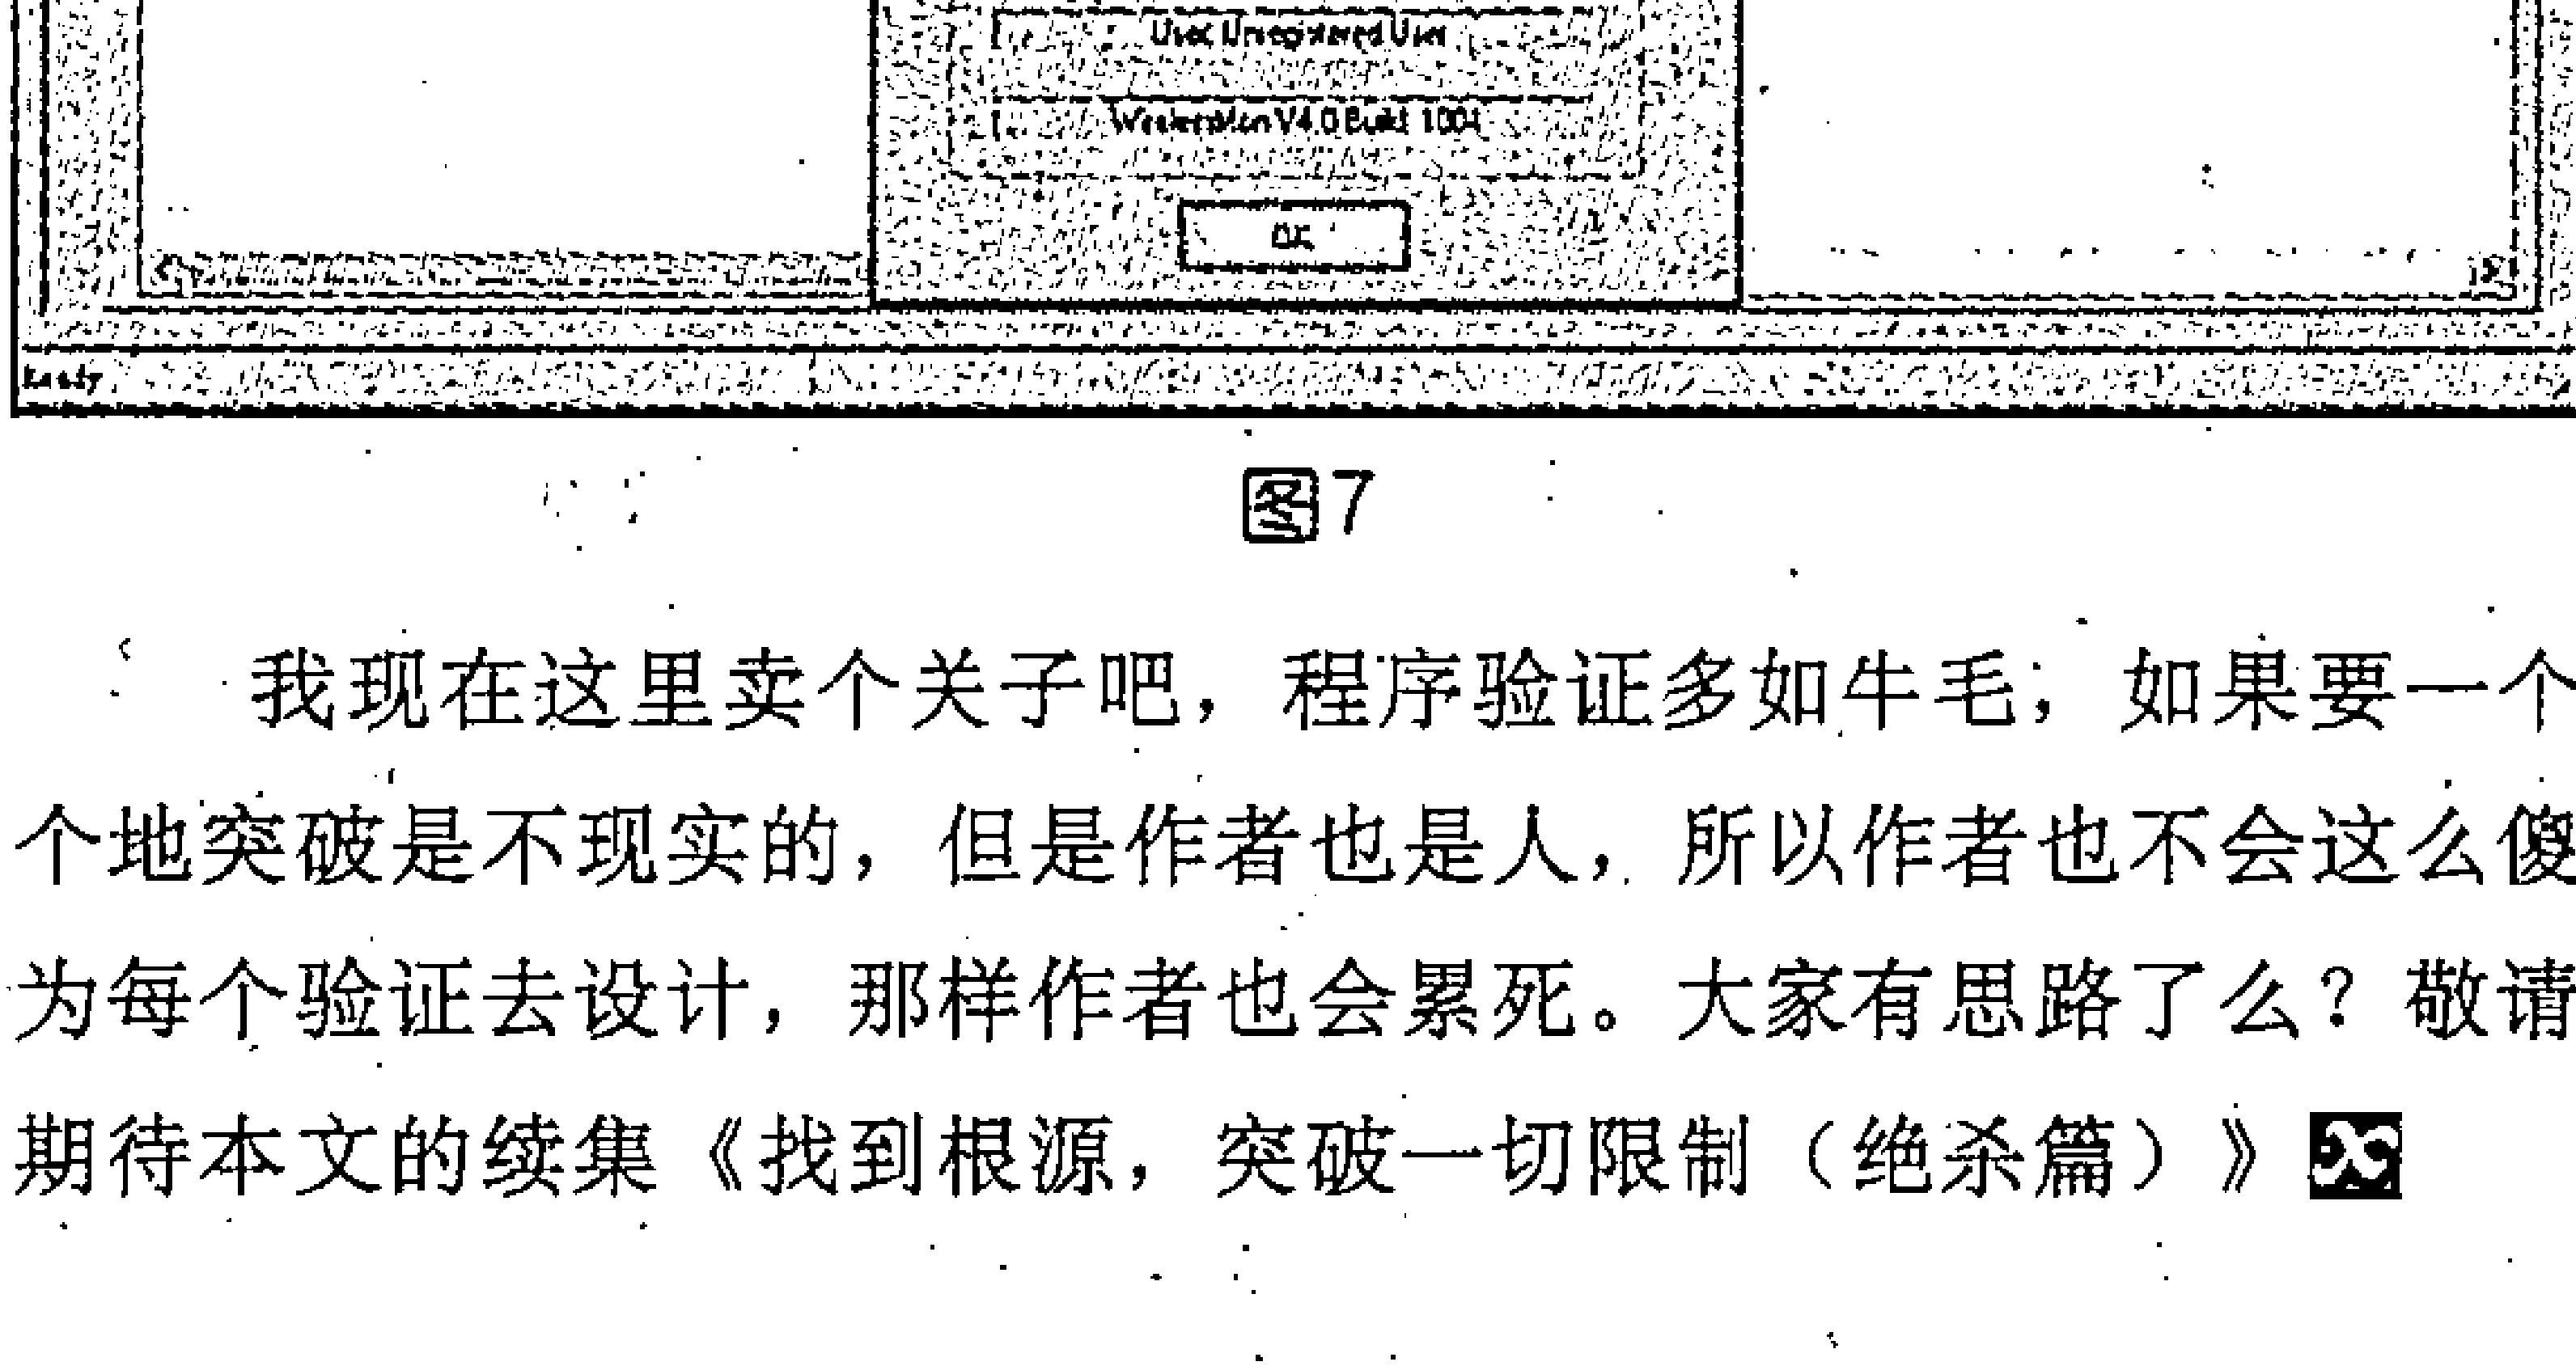 User: Unregistered User
V4.0 Build 1004
OK
Ready
图7
我现在这里卖个关子吧，程序验证多如牛毛，如果要一个
个地突破是不现实的，但是作者也是人，所以作者也不会这么傻
为每个验证去设计，那样作者也会累死。大家有思路了么？敬请
期待本文的续集《找到根源，突破一切限制（绝杀篇）》